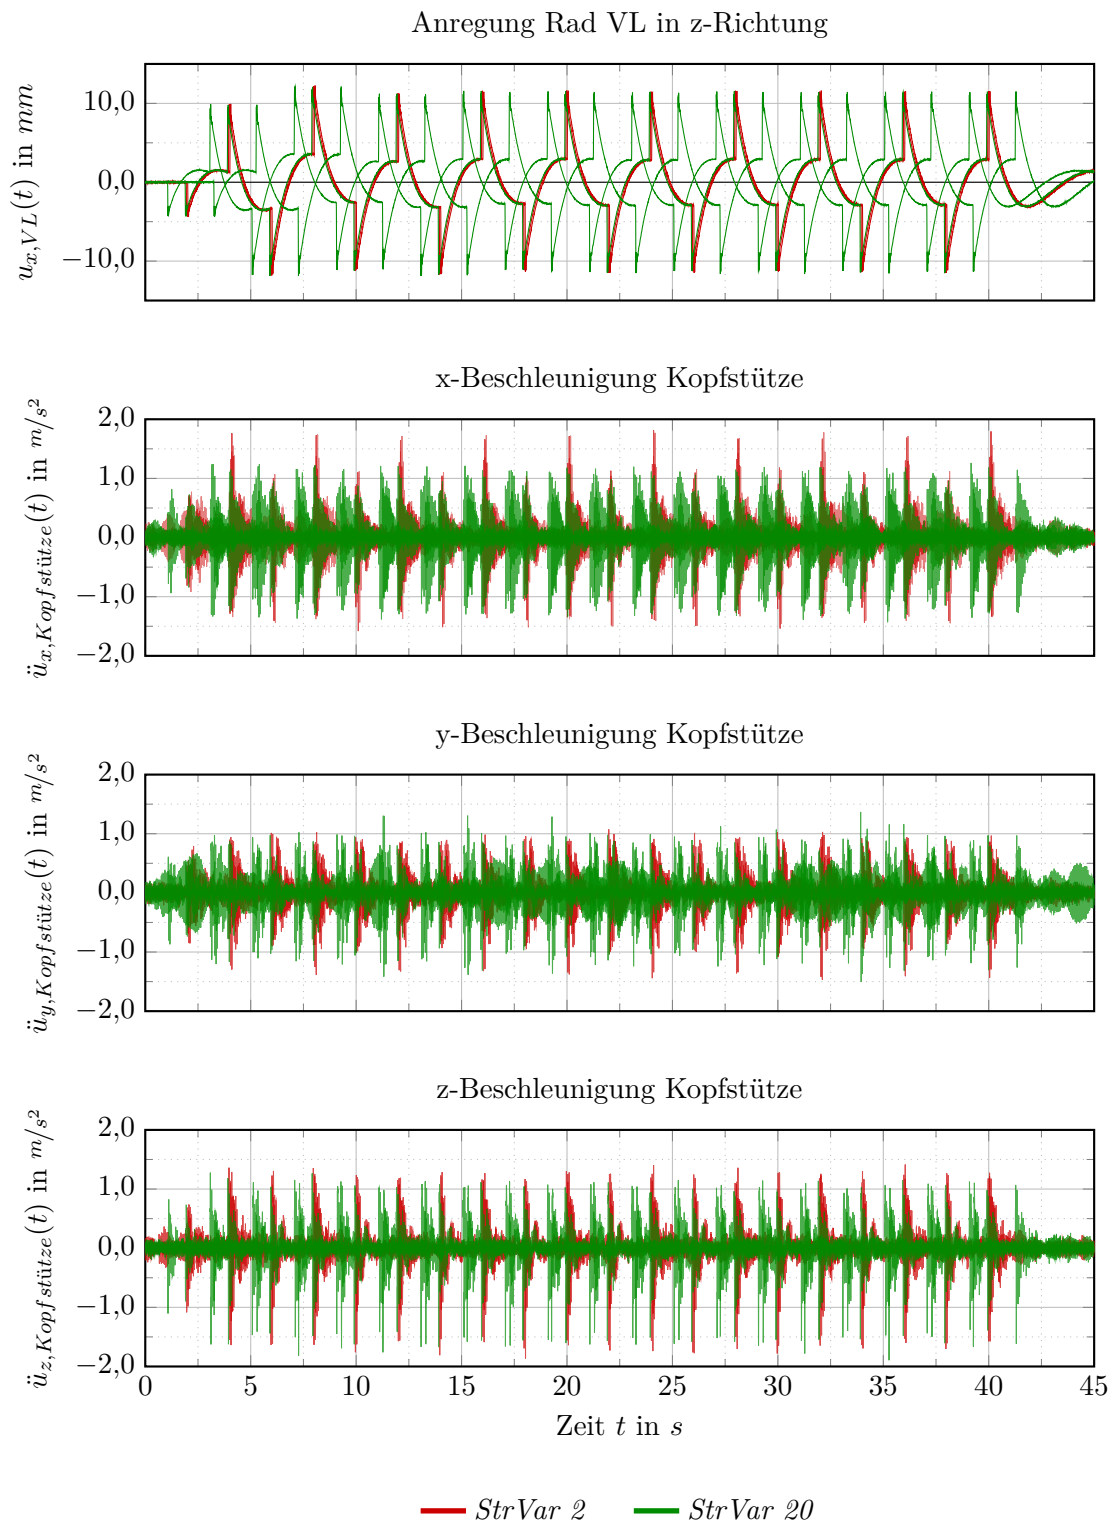 Anregung Rad VL in z-Richtung
u_{x,VL}(t) in mm
10,0
0,0
−10,0
x-Beschleunigung Kopfstütze
ü_{x,Kopfstütze}(t) in m/s²
2,0
1,0
0,0
−1,0
−2,0
y-Beschleunigung Kopfstütze
ü_{y,Kopfstütze}(t) in m/s²
2,0
1,0
0,0
−1,0
−2,0
z-Beschleunigung Kopfstütze
ü_{z,Kopfstütze}(t) in m/s²
2,0
1,0
0,0
−1,0
−2,0
0 5 10 15 20 25 30 35 40 45
Zeit t in s
StrVar 2 StrVar 20